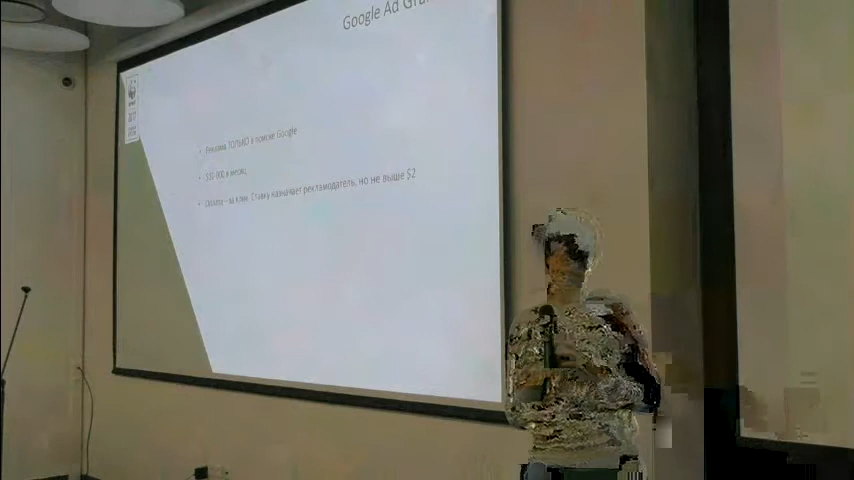 Google Ad Gra
• Реклама ТОЛЬКО в поиске Google
• $10 000 в месяц
• Оплата – за клик. Ставку назначает рекламодатель, но не выше $2
WWF